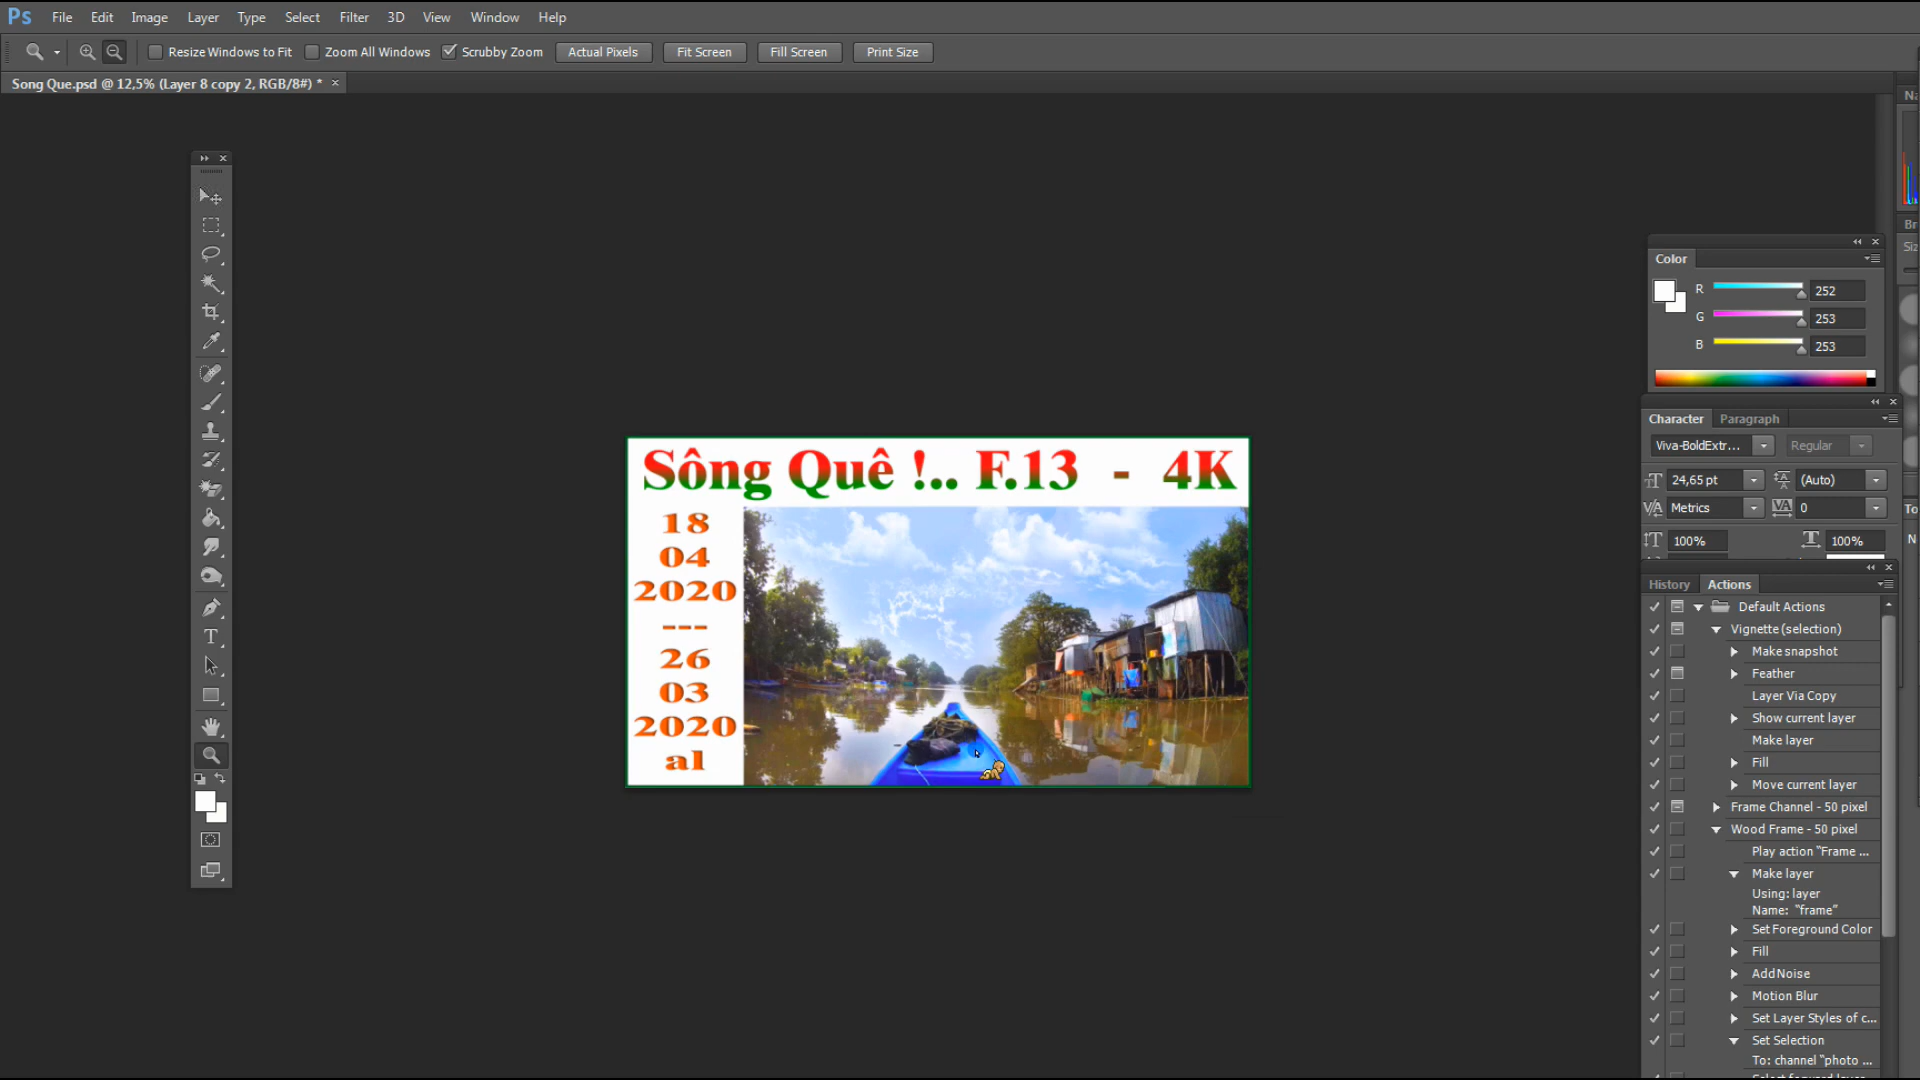 Ps File Edit Image Layer Type Select Filter 3D View Window Help
Resize Windows to Fit Zoom All Windows Scrubby Zoom Actual Pixels Fit Screen Fill Screen Print Size
Song Que.psd @ 12,5% (Layer 8 copy 2, RGB/8#) * ×
Sông Quê !.. F.13 - 4K
18
04
2020
---
26
03
2020
al
Color
R 252
G 253
B 253
Character Paragraph
Viva-BoldExtr... Regular
24,65 pt (Auto)
Metrics 0
100% 100%
History Actions
Default Actions
Vignette (selection)
Make snapshot
Feather
Layer Via Copy
Show current layer
Make layer
Fill
Move current layer
Frame Channel - 50 pixel
Wood Frame - 50 pixel
Play action "Frame ...
Make layer
Using: layer
Name: "frame"
Set Foreground Color
Fill
Add Noise
Motion Blur
Set Layer Styles of c...
Set Selection
To: channel "photo ...